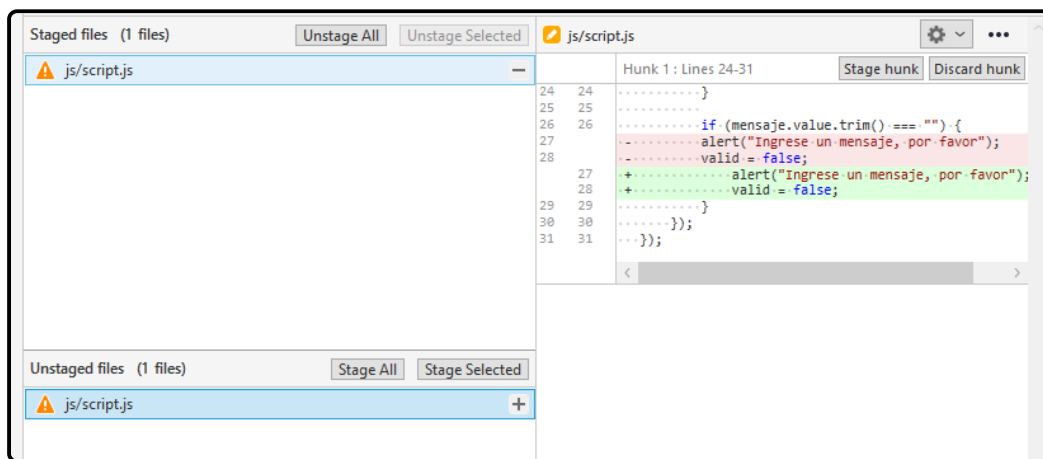 Staged files (1 files) Unstage All Unstage Selected
js/script.js
Unstaged files (1 files) Stage All Stage Selected
js/script.js
js/script.js
Hunk 1 : Lines 24-31 Stage hunk Discard hunk
24 24 }
25 25
26 26 if (mensaje.value.trim() === "") {
27 - alert("Ingrese un mensaje, por favor");
28 - valid = false;
27 + alert("Ingrese un mensaje, por favor");
28 + valid = false;
29 29 }
30 30 });
31 31 });